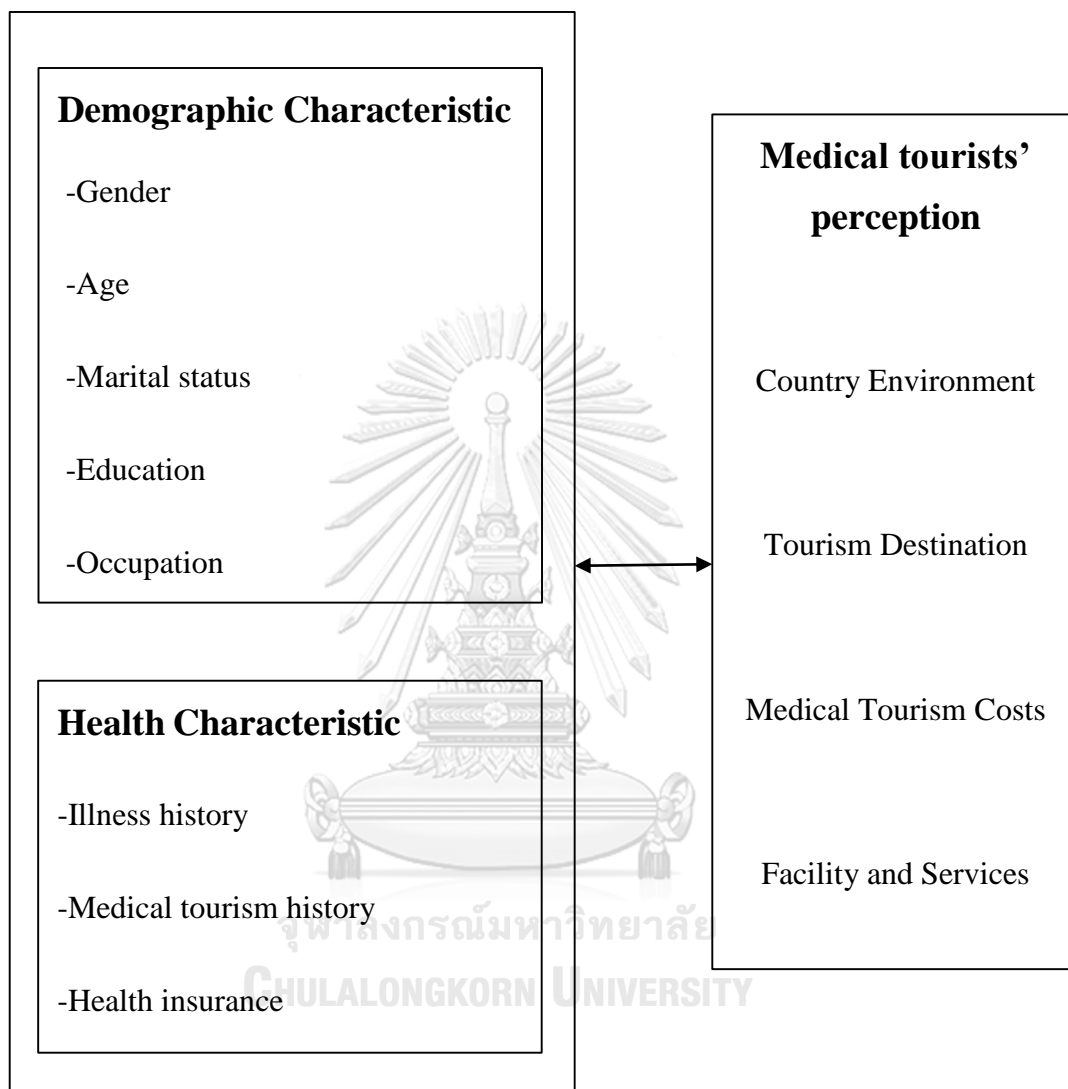 Demographic Characteristic
-Gender
-Age
-Marital status
-Education
-Occupation
Health Characteristic
-Illness history
-Medical tourism history
-Health insurance
Medical tourists’
perception
Country Environment
Tourism Destination
Medical Tourism Costs
Facility and Services
จุฬาลงกรณ์มหาวิทยาลัย
CHULALONGKORN UNIVERSITY